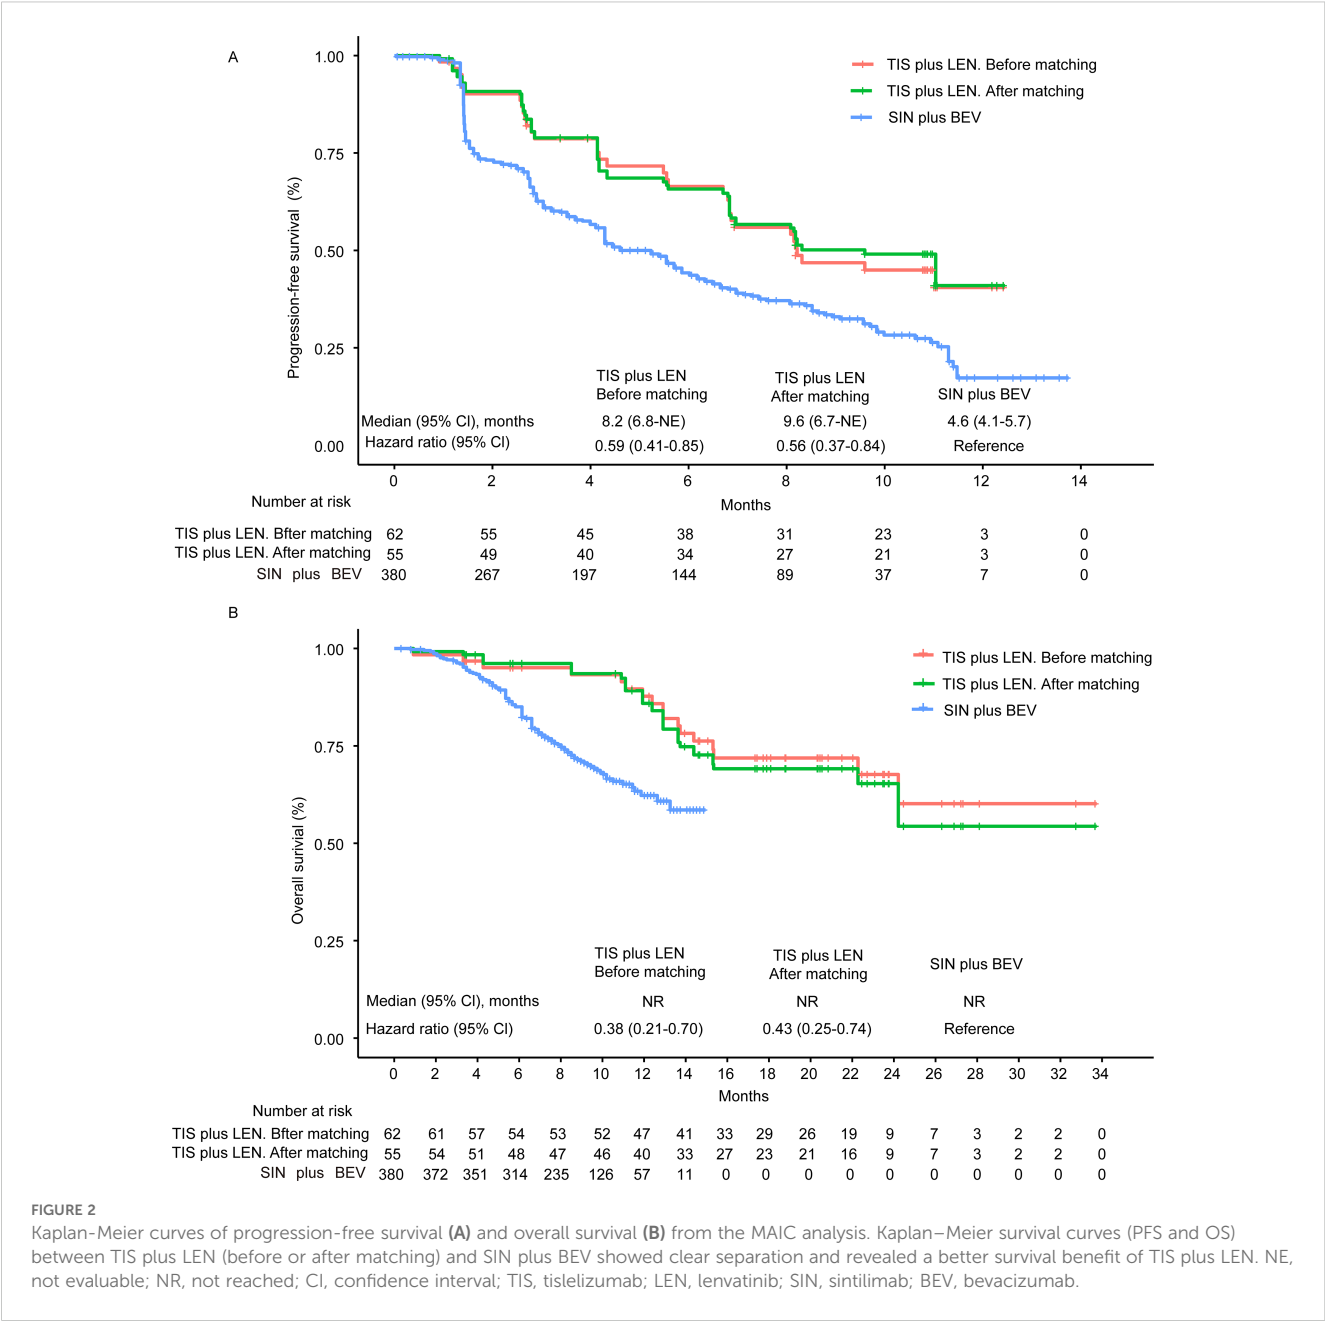 A
1.00
0.75
0.50
0.25
0.00
Progression-free survival (%)
TIS plus LEN. Before matching
TIS plus LEN. After matching
SIN plus BEV
TIS plus LEN Before matching
TIS plus LEN After matching
SIN plus BEV
Median (95% CI), months 8.2 (6.8-NE) 9.6 (6.7-NE) 4.6 (4.1-5.7)
Hazard ratio (95% CI) 0.59 (0.41-0.85) 0.56 (0.37-0.84) Reference
0 2 4 6 8 10 12 14
Months
Number at risk
TIS plus LEN. Bfter matching 62 55 45 38 31 23 3 0
TIS plus LEN. After matching 55 49 40 34 27 21 3 0
SIN plus BEV 380 267 197 144 89 37 7 0
B
1.00
0.75
0.50
0.25
0.00
Overall surivial (%)
TIS plus LEN. Before matching
TIS plus LEN. After matching
SIN plus BEV
TIS plus LEN Before matching
TIS plus LEN After matching
SIN plus BEV
Median (95% CI), months NR NR NR
Hazard ratio (95% CI) 0.38 (0.21-0.70) 0.43 (0.25-0.74) Reference
0 2 4 6 8 10 12 14 16 18 20 22 24 26 28 30 32 34
Months
Number at risk
TIS plus LEN. Bfter matching 62 61 57 54 53 52 47 41 33 29 26 19 9 7 3 2 2 0
TIS plus LEN. After matching 55 54 51 48 47 46 40 33 27 23 21 16 9 7 3 2 2 0
SIN plus BEV 380 372 351 314 235 126 57 11 0 0 0 0 0 0 0 0 0 0
FIGURE 2
Kaplan-Meier curves of progression-free survival (A) and overall survival (B) from the MAIC analysis. Kaplan–Meier survival curves (PFS and OS)
between TIS plus LEN (before or after matching) and SIN plus BEV showed clear separation and revealed a better survival benefit of TIS plus LEN. NE,
not evaluable; NR, not reached; CI, confidence interval; TIS, tislelizumab; LEN, lenvatinib; SIN, sintilimab; BEV, bevacizumab.